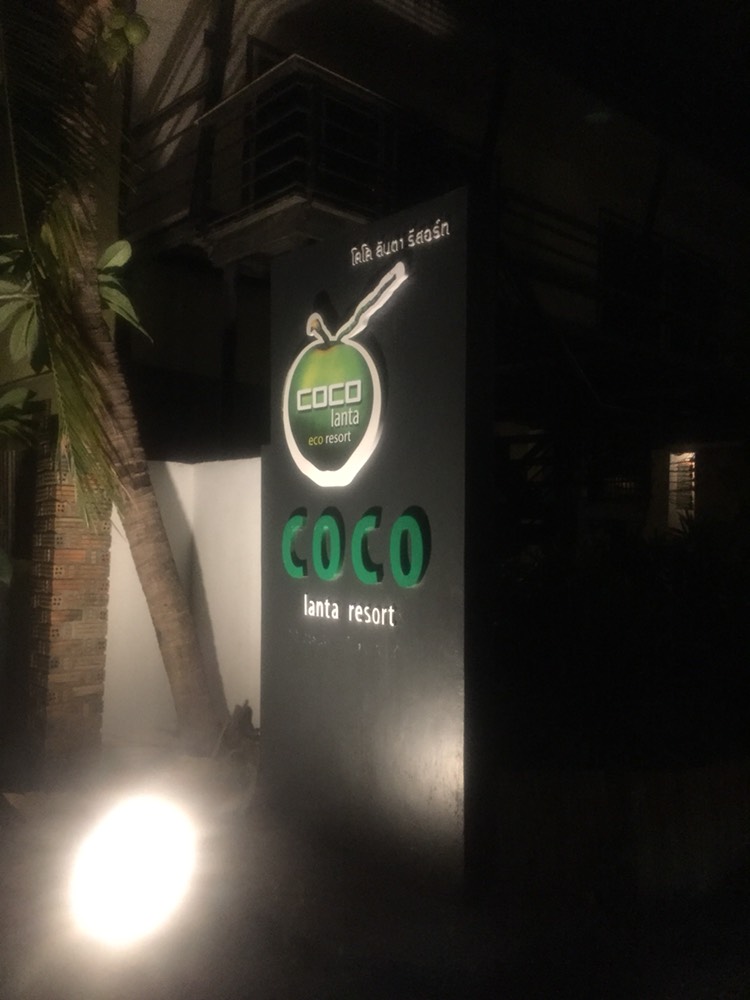 โคโค ลันตา รีสอร์ท
COCO
lanta
eco resort
COCO
lanta resort